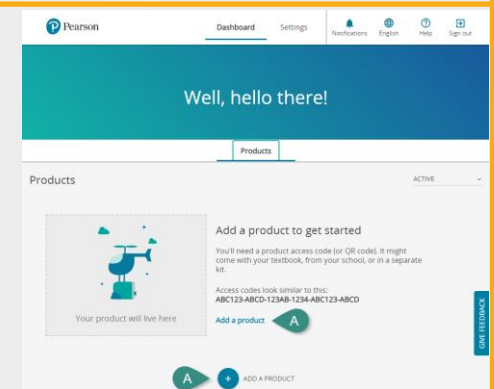 Pearson
Dashboard
Settings
Notifications
English
Help
Sign out
Well, hello there!
Products
Products
ACTIVE
Add a product to get started
You'll need a product access code (or QR code). It might
come with your textbook, from your school, or in a separate
kit.
Access codes look similar to this:
ABC123-ABCD-123AB-1234-ABC123-ABCD
Your product will live here
Add a product
A
A
ADD A PRODUCT
GIVE FEEDBACK